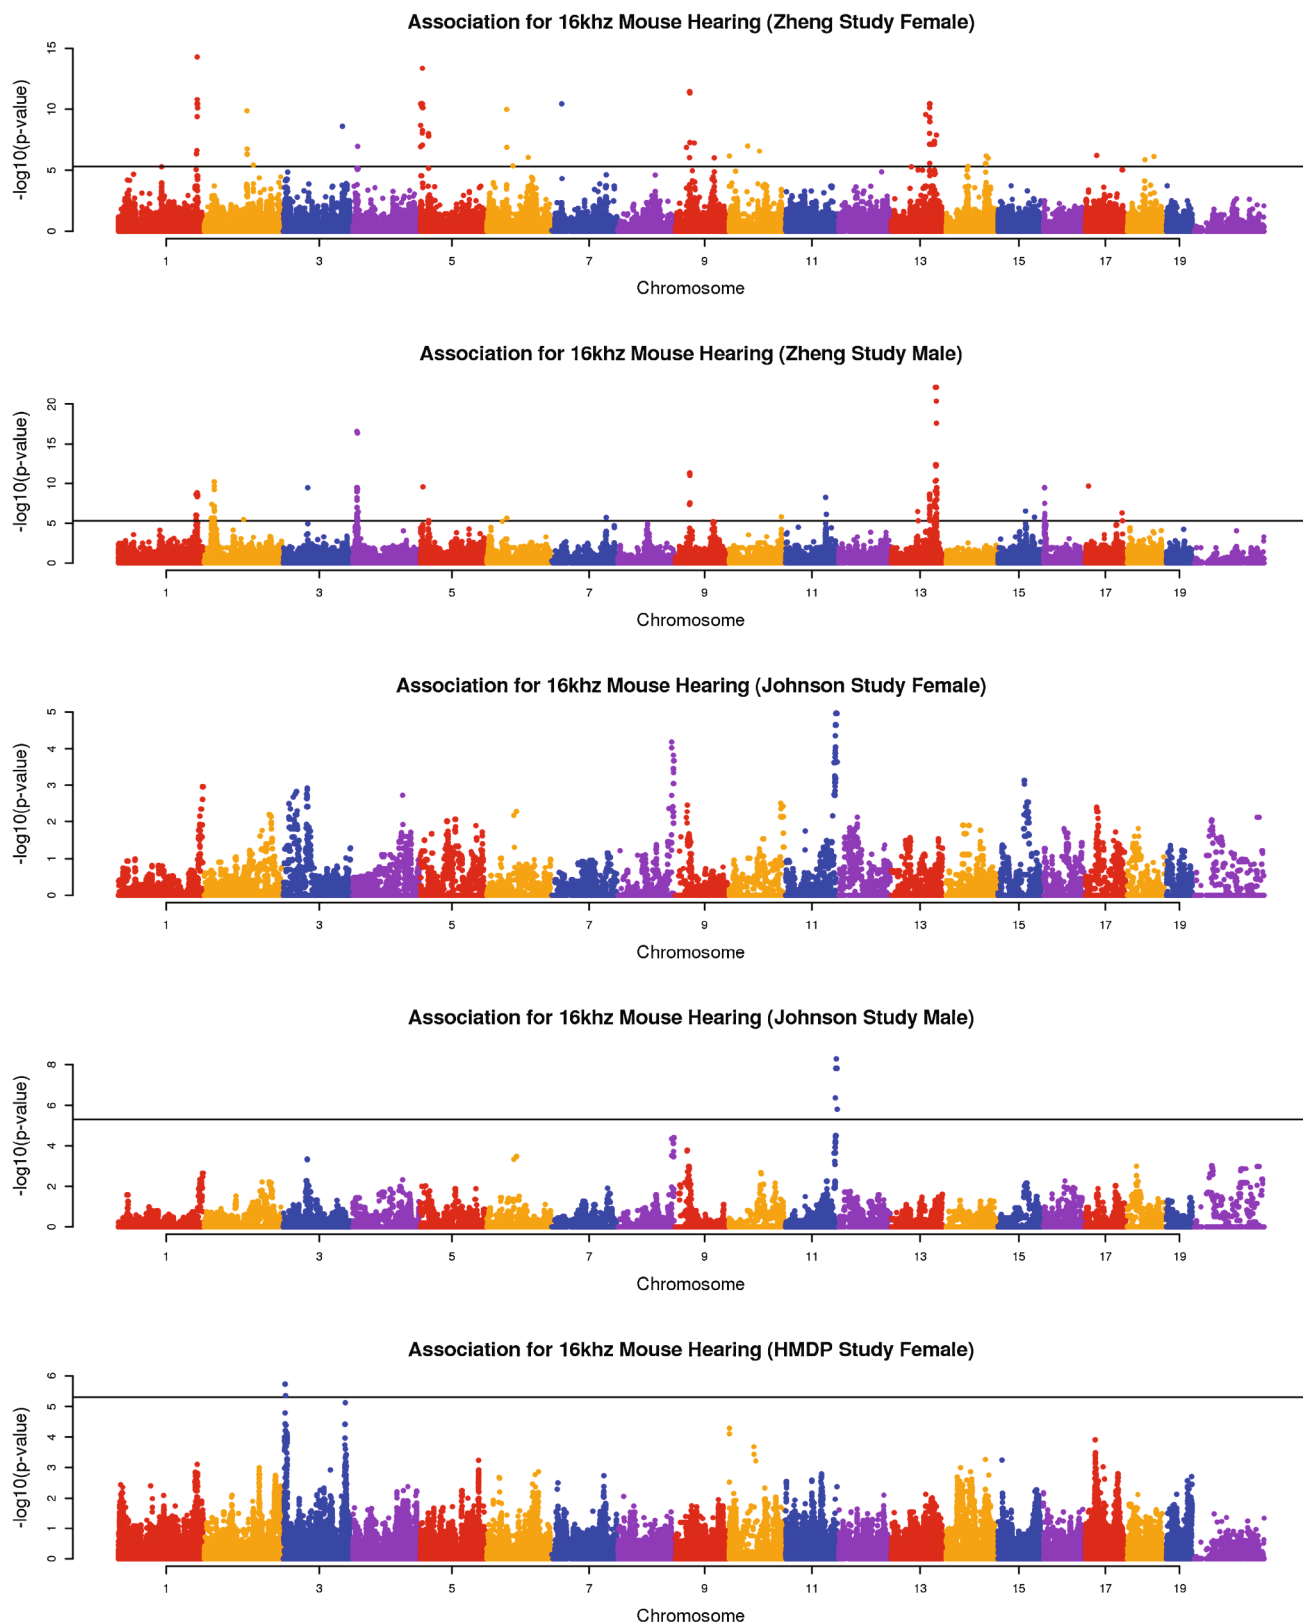 Association for 16khz Mouse Hearing (Zheng Study Female)
-log10(p-value)
15
10
5
0
1 3 5 7 9 11 13 15 17 19
Chromosome
Association for 16khz Mouse Hearing (Zheng Study Male)
-log10(p-value)
20
15
10
5
0
1 3 5 7 9 11 13 15 17 19
Chromosome
Association for 16khz Mouse Hearing (Johnson Study Female)
-log10(p-value)
5
4
3
2
1
0
1 3 5 7 9 11 13 15 17 19
Chromosome
Association for 16khz Mouse Hearing (Johnson Study Male)
-log10(p-value)
8
6
4
2
0
1 3 5 7 9 11 13 15 17 19
Chromosome
Association for 16khz Mouse Hearing (HMDP Study Female)
-log10(p-value)
6
5
4
3
2
1
0
1 3 5 7 9 11 13 15 17 19
Chromosome